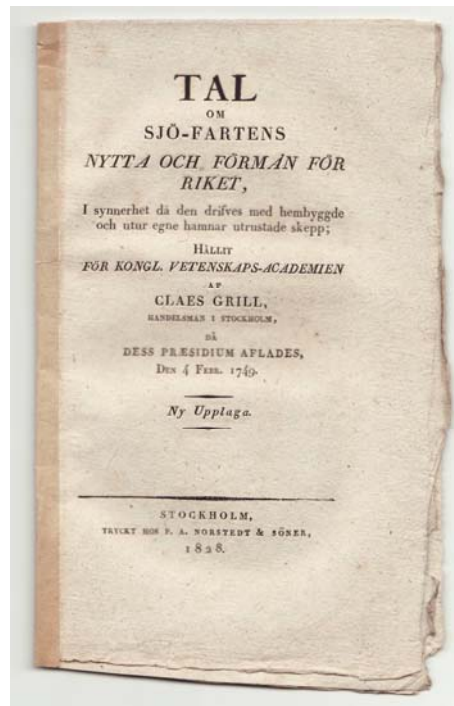 TAL
OM
SJÖ-FARTENS
NYTTA OCH FÖRMÅN FÖR
RIKET,
I synnerhet då den drifves med hembyggde
och utur egne hamnar utrustade skepp;
HÅLLIT
FÖR KONGL. VETENSKAPS-ACADEMIEN
AF
CLAES GRILL,
HANDELSMAN I STOCKHOLM,
DÅ
DESS PRÆSIDIUM AFLADES,
DEN 4 FEBR. 1749.
Ny Upplaga.
STOCKHOLM,
TRYCKT HOS P. A. NORSTEDT & SÖNER,
1828.